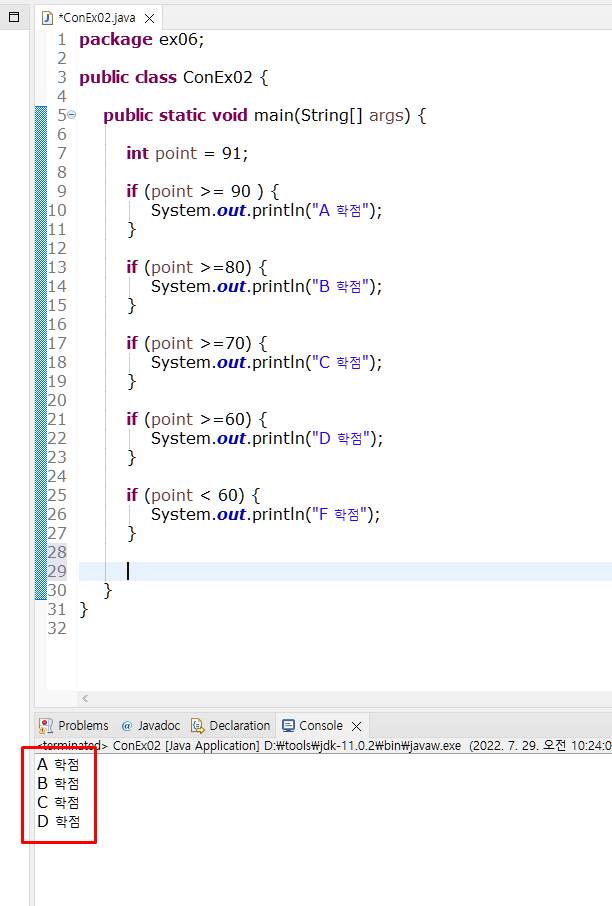 *ConEx02.java
1 package ex06;
2
3 public class ConEx02 {
4
5 public static void main(String[] args) {
6
7 int point = 91;
8
9 if (point >= 90 ) {
10 System.out.println("A 학점");
11 }
12
13 if (point >=80) {
14 System.out.println("B 학점");
15 }
16
17 if (point >=70) {
18 System.out.println("C 학점");
19 }
20
21 if (point >=60) {
22 System.out.println("D 학점");
23 }
24
25 if (point < 60) {
26 System.out.println("F 학점");
27 }
28
29
30 }
31 }
32
Problems @ Javadoc Declaration Console
<terminated> ConEx02 [Java Application] D:₩tools₩jdk-11.0.2₩bin₩javaw.exe (2022. 7. 29. 오전 10:24:0
A 학점
B 학점
C 학점
D 학점